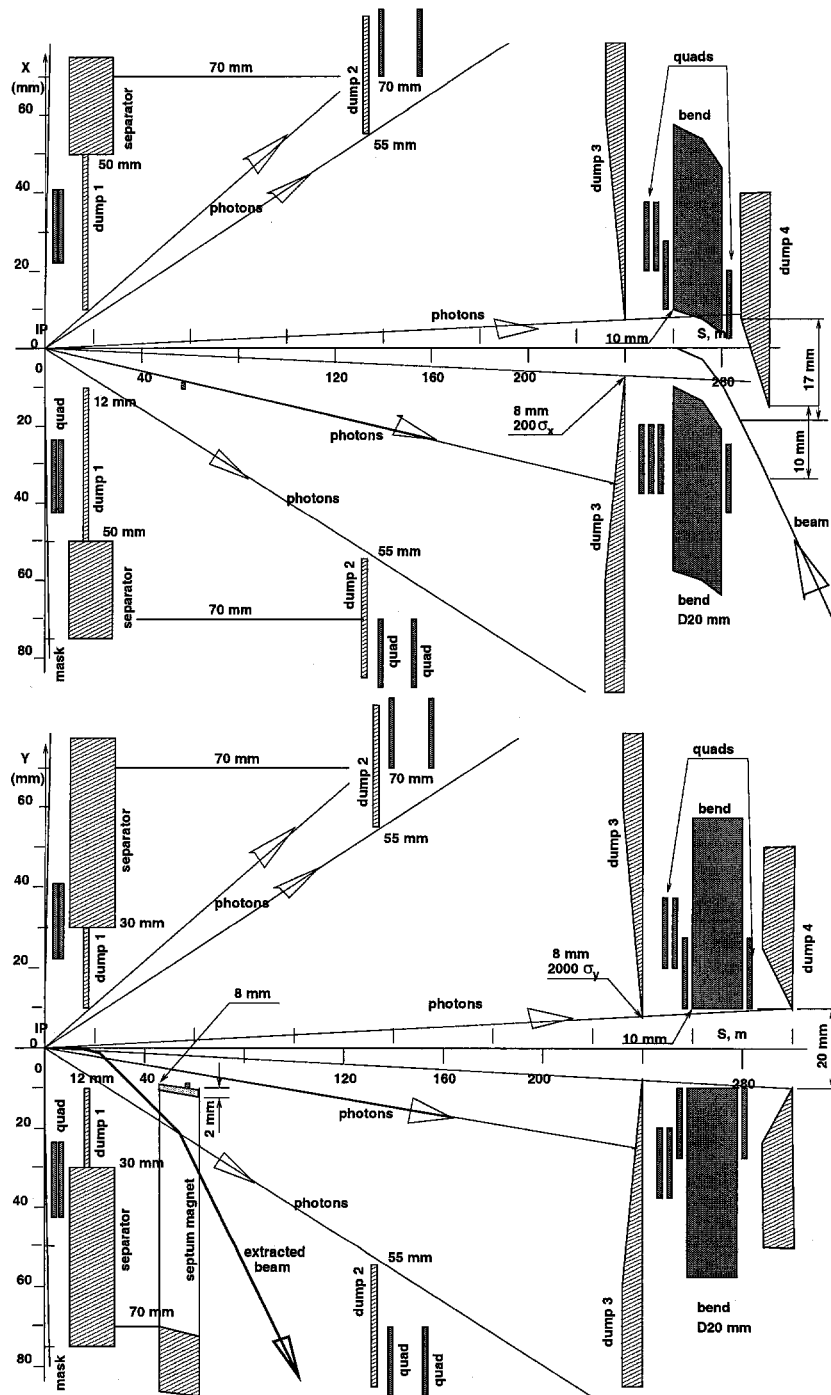 X
(mm)
60
40
20
IP
0
0
20
40
60
80
70 mm
separator
50 mm
dump 1
dump 2
70 mm
55 mm
photons
quads
bend
dump 3
dump 4
photons
10 mm
S, m
40
80
120
160
200
280
quad
12 mm
dump 1
photons
8 mm
200σx
17 mm
10 mm
photons
50 mm
separator
55 mm
dump 2
dump 3
beam
70 mm
bend
D20 mm
mask
quad
quad
Y
(mm)
60
40
20
IP
0
0
20
40
60
80
70 mm
separator
dump 2
70 mm
55 mm
quads
bend
dump 3
photons
30 mm
dump 1
8 mm
8 mm
2000 σy
dump 4
photons
10 mm
S, m
20 mm
12 mm
40
80
120
160
200
240
280
quad
dump 1
2 mm
photons
30 mm
photons
separator
septum magnet
extracted
beam
55 mm
dump 2
dump 3
70 mm
bend
D20 mm
mask
quad
quad